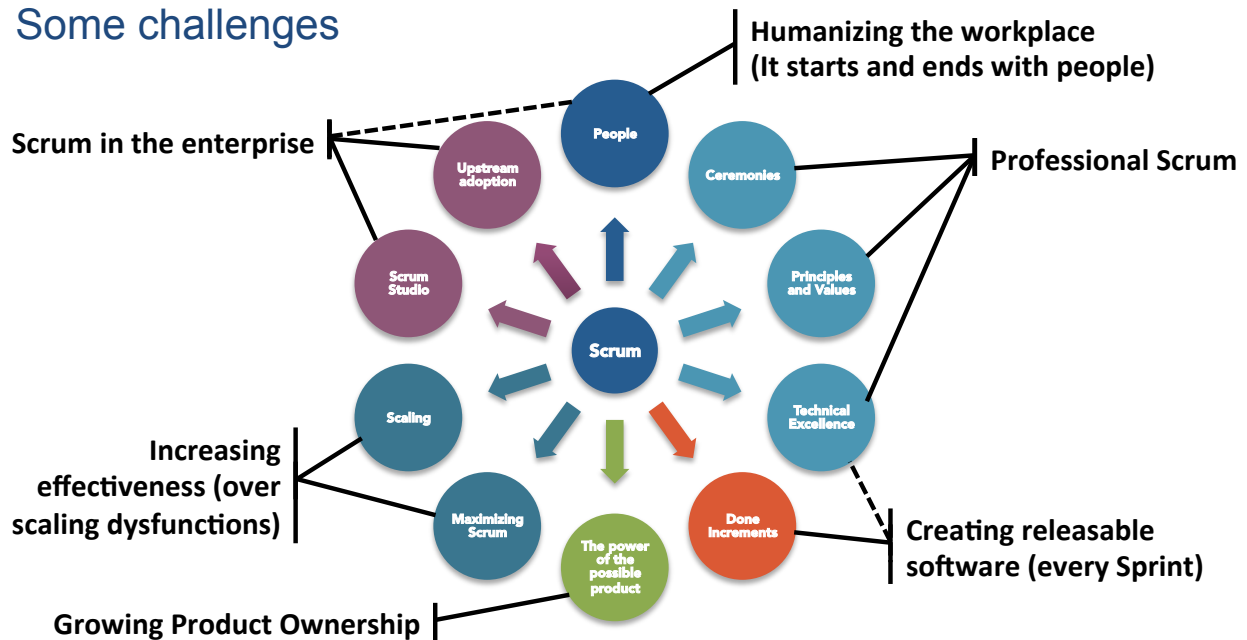 Some challenges
Humanizing the workplace
(It starts and ends with people)
People
Scrum in the enterprise
Upstream
adoption
Ceremonies
Professional Scrum
Scrum
Studio
Principles
and Values
Scrum
Scaling
Technical
Excellence
Increasing
effectiveness (over
scaling dysfunctions)
Maximizing
Scrum
The power
of the
possible
product
Done
Increments
Creating releasable
software (every Sprint)
Growing Product Ownership